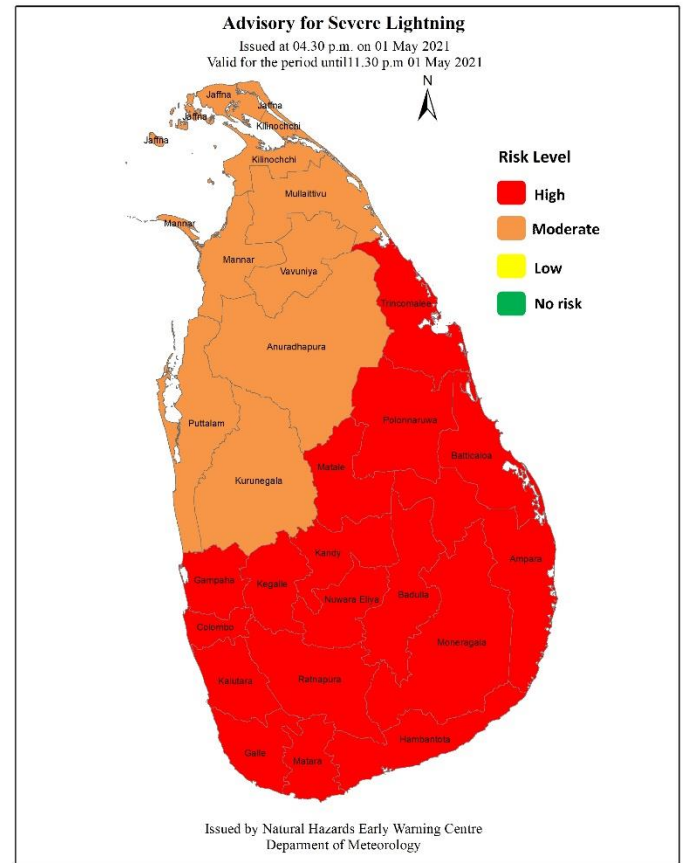 Advisory for Severe Lightning
Issued at 04.30 p.m. on 01 May 2021
Valid for the period until11.30 p.m 01 May 2021
N
Jaffna
Jaffna
Jaffna
Kilinochchi
Jaffna
Kilinochchi
Mullaittivu
Mannar
Mannar
Vavuniya
Trincomalee
Anuradhapura
Puttalam
Polonnaruwa
Kurunegala
Matale
Batticaloa
Kandy
Ampara
Gampaha
Kegalle
Nuwara Eliya
Badulla
Colombo
Moneragala
Kalutara
Ratnapura
Hambantota
Galle
Matara
Risk Level
High
Moderate
Low
No risk
Issued by Natural Hazards Early Warning Centre
Deparment of Meteorology